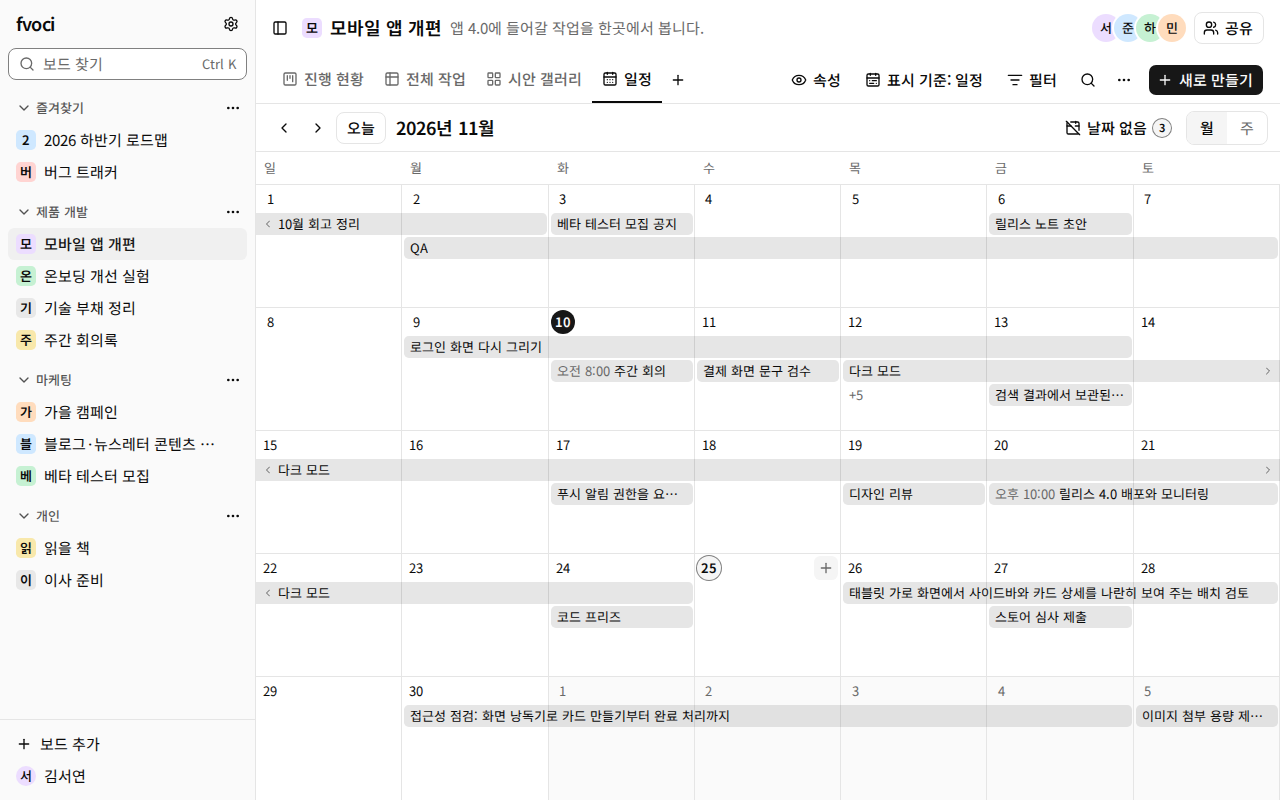 fvoci
보드 찾기 Ctrl K
즐겨찾기
2 2026 하반기 로드맵
버 버그 트래커
제품 개발
모 모바일 앱 개편
온 온보딩 개선 실험
기 기술 부채 정리
주 주간 회의록
마케팅
가 가을 캠페인
블 블로그·뉴스레터 콘텐츠 …
베 베타 테스터 모집
개인
읽 읽을 책
이 이사 준비
보드 추가
서 김서연
모 모바일 앱 개편 앱 4.0에 들어갈 작업을 한곳에서 봅니다.
서 준 하 민 공유
진행 현황 전체 작업 시안 갤러리 일정
속성 표시 기준: 일정 필터 새로 만들기
오늘 2026년 11월
날짜 없음 3 월 주
일 월 화 수 목 금 토
1 2 3 4 5 6 7
10월 회고 정리 베타 테스터 모집 공지 릴리스 노트 초안
QA
8 9 10 11 12 13 14
로그인 화면 다시 그리기
오전 8:00 주간 회의 결제 화면 문구 검수 다크 모드
+5 검색 결과에서 보관된…
15 16 17 18 19 20 21
다크 모드
푸시 알림 권한을 요… 디자인 리뷰 오후 10:00 릴리스 4.0 배포와 모니터링
22 23 24 25 26 27 28
다크 모드 태블릿 가로 화면에서 사이드바와 카드 상세를 나란히 보여 주는 배치 검토
코드 프리즈 스토어 심사 제출
29 30 1 2 3 4 5
접근성 점검: 화면 낭독기로 카드 만들기부터 완료 처리까지 이미지 첨부 용량 제…